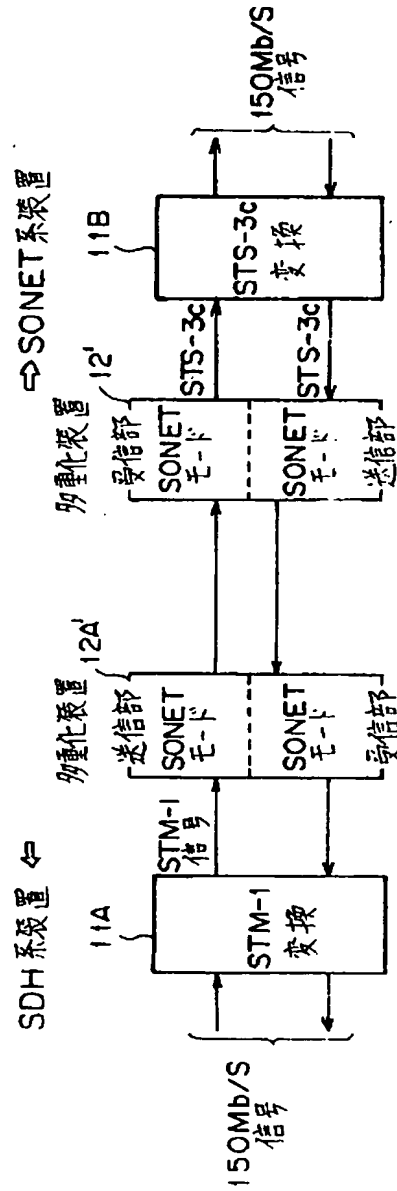 SDH系装置 ⇦
⇨ SONET系装置
11A
多重化装置
12A'
多重化装置
12'
11B
150Mb/S
信号
STM-1
変換
STM-1
信号
送信部
SONET
モード
SONET
モード
受信部
受信部
SONET
モード
SONET
モード
送信部
STS-3c
STS-3c
STS-3c
変換
150Mb/S
信号